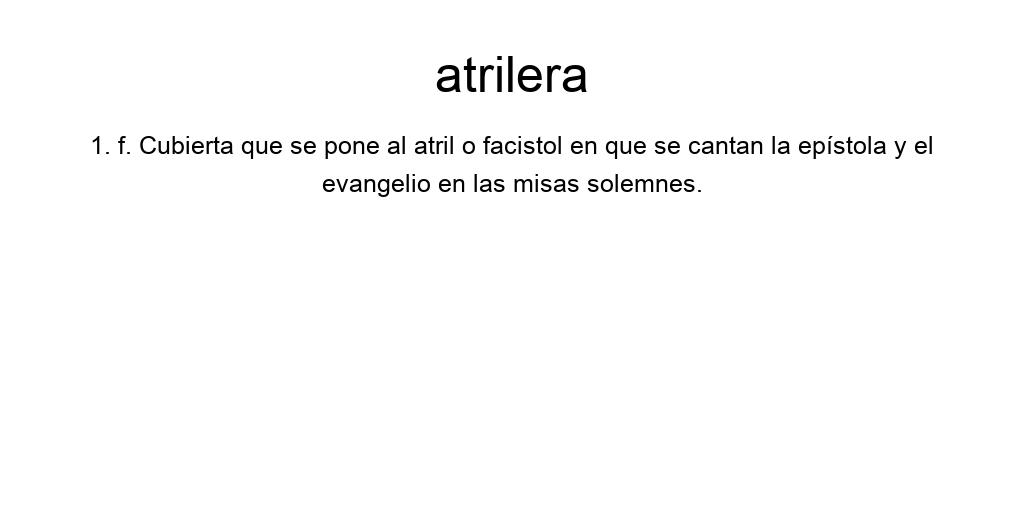 atrilera
1. f. Cubierta que se pone al atril o facistol en que se cantan la epístola y el
evangelio en las misas solemnes.